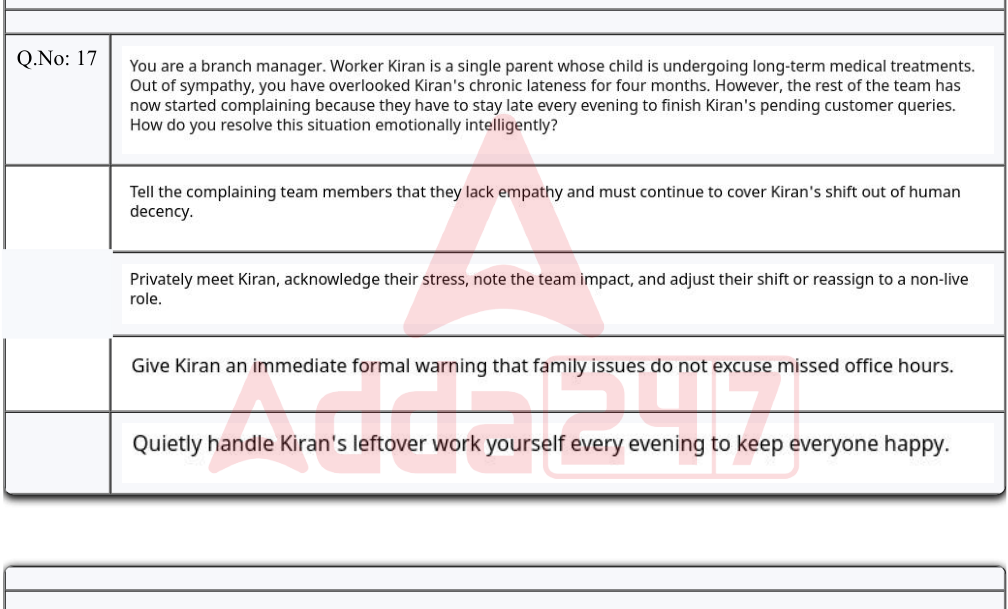 Q.No: 17
You are a branch manager. Worker Kiran is a single parent whose child is undergoing long-term medical treatments.
Out of sympathy, you have overlooked Kiran's chronic lateness for four months. However, the rest of the team has
now started complaining because they have to stay late every evening to finish Kiran's pending customer queries.
How do you resolve this situation emotionally intelligently?
Tell the complaining team members that they lack empathy and must continue to cover Kiran's shift out of human
decency.
Privately meet Kiran, acknowledge their stress, note the team impact, and adjust their shift or reassign to a non-live
role.
Give Kiran an immediate formal warning that family issues do not excuse missed office hours.
Quietly handle Kiran's leftover work yourself every evening to keep everyone happy.
Adda247